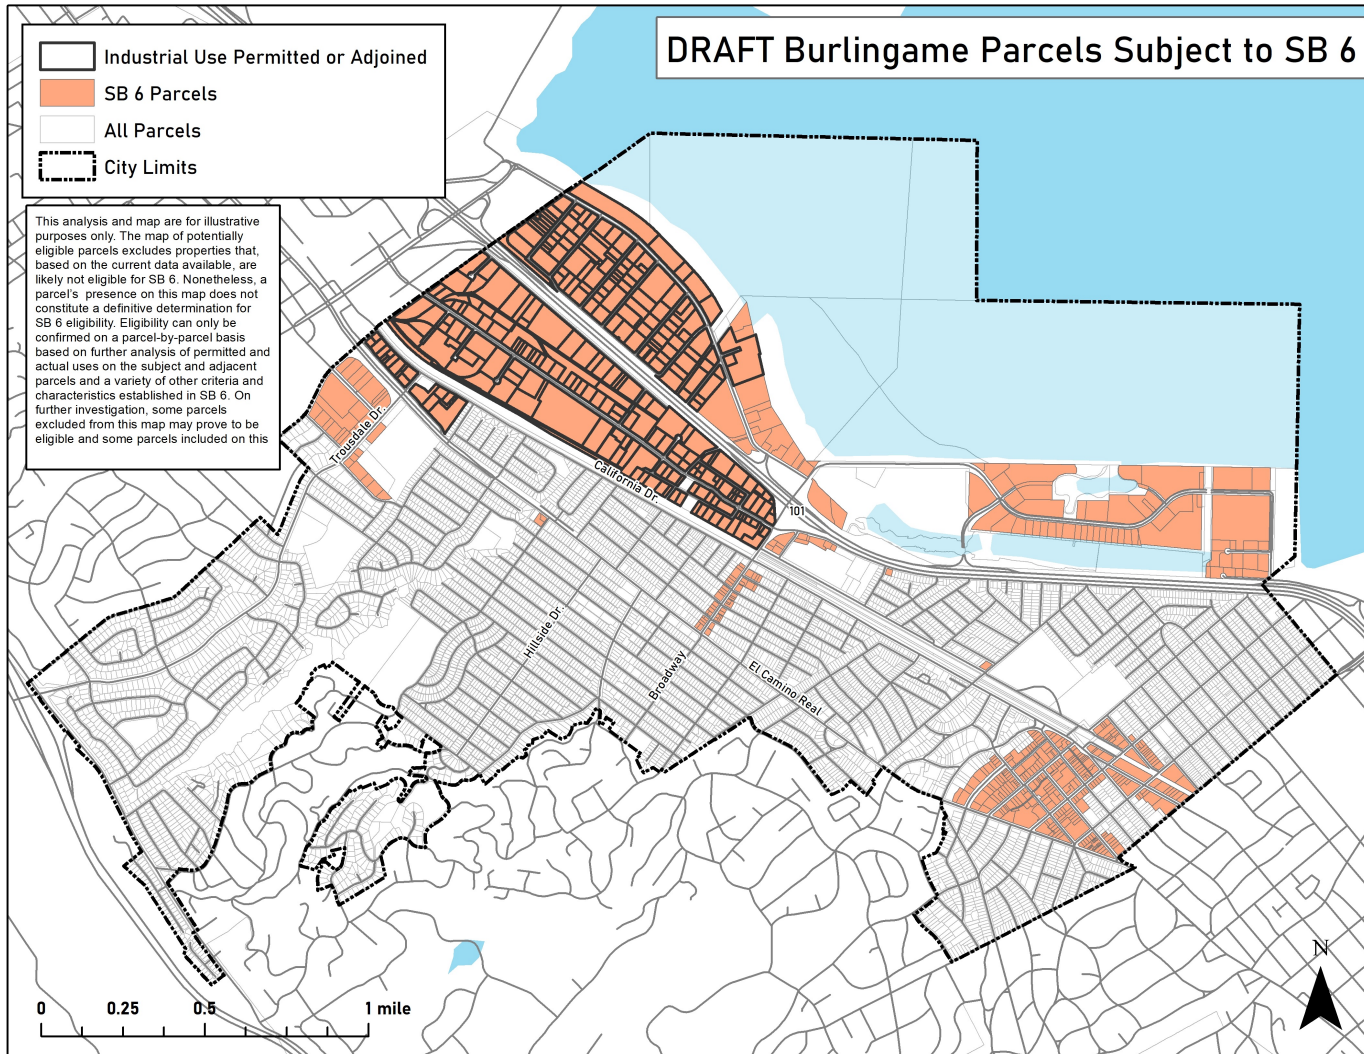 DRAFT Burlingame Parcels Subject to SB 6
Industrial Use Permitted or Adjoined
SB 6 Parcels
All Parcels
City Limits
This analysis and map are for illustrative
purposes only. The map of potentially
eligible parcels excludes properties that,
based on the current data available, are
likely not eligible for SB 6. Nonetheless, a
parcel's presence on this map does not
constitute a definitive determination for
SB 6 eligibility. Eligibility can only be
confirmed on a parcel-by-parcel basis
based on further analysis of permitted and
actual uses on the subject and adjacent
parcels and a variety of other criteria and
characteristics established in SB 6. On
further investigation, some parcels
excluded from this map may prove to be
eligible and some parcels included on this
Trousdale Dr.
California Dr.
101
Hillside Dr.
Broadway
El Camino Real
N
0 0.25 0.5 1 mile